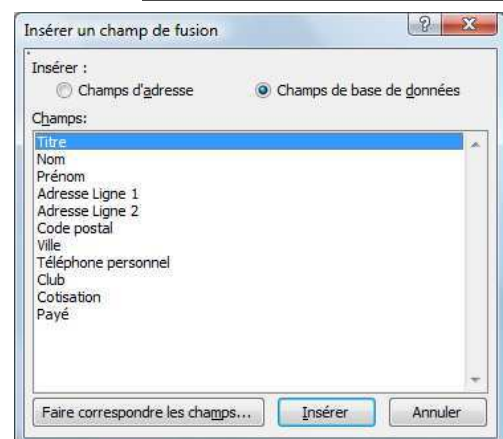 Insérer un champ de fusion
Insérer :
Champs d'adresse Champs de base de données
Champs:
Titre
Nom
Prénom
Adresse Ligne 1
Adresse Ligne 2
Code postal
Ville
Téléphone personnel
Club
Cotisation
Payé
Faire correspondre les champs... Insérer Annuler